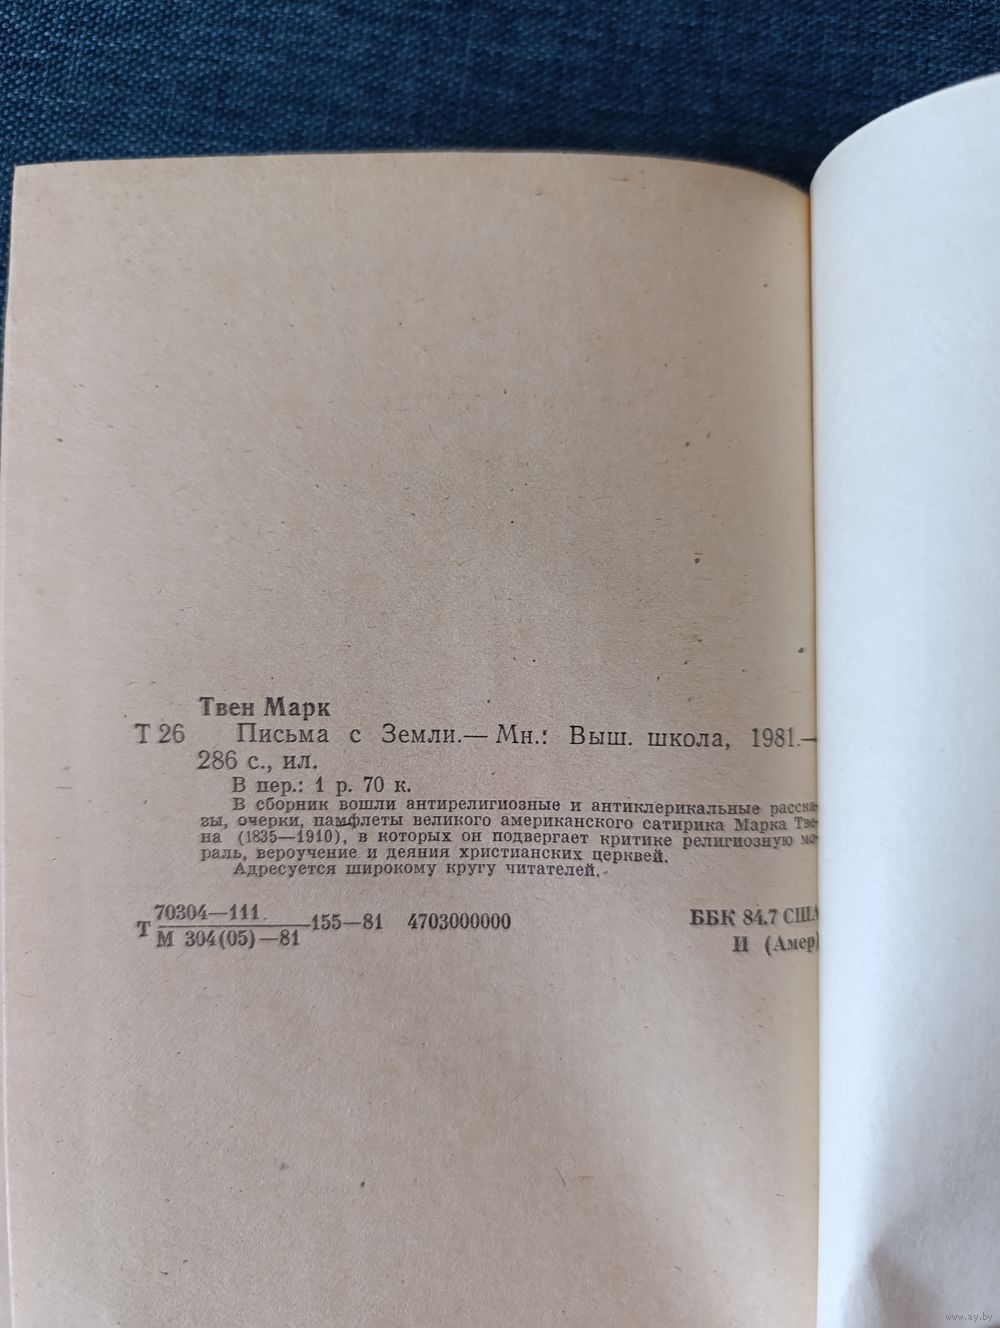 Твен Марк
Т 26 Письма с Земли.— Мн.: Выш. школа, 1981.—
286 с., ил.
В пер.: 1 р. 70 к.
В сборник вошли антирелигиозные и антиклерикальные расска-
зы, очерки, памфлеты великого американского сатирика Марка Тве-
на (1835—1910), в которых он подвергает критике религиозную мо-
раль, вероучение и деяния христианских церквей.
Адресуется широкому кругу читателей.
70304—111
Т 155—81 4703000000 ББК 84.7 США
М 304(05)—81 И (Амер)
www.ay.by